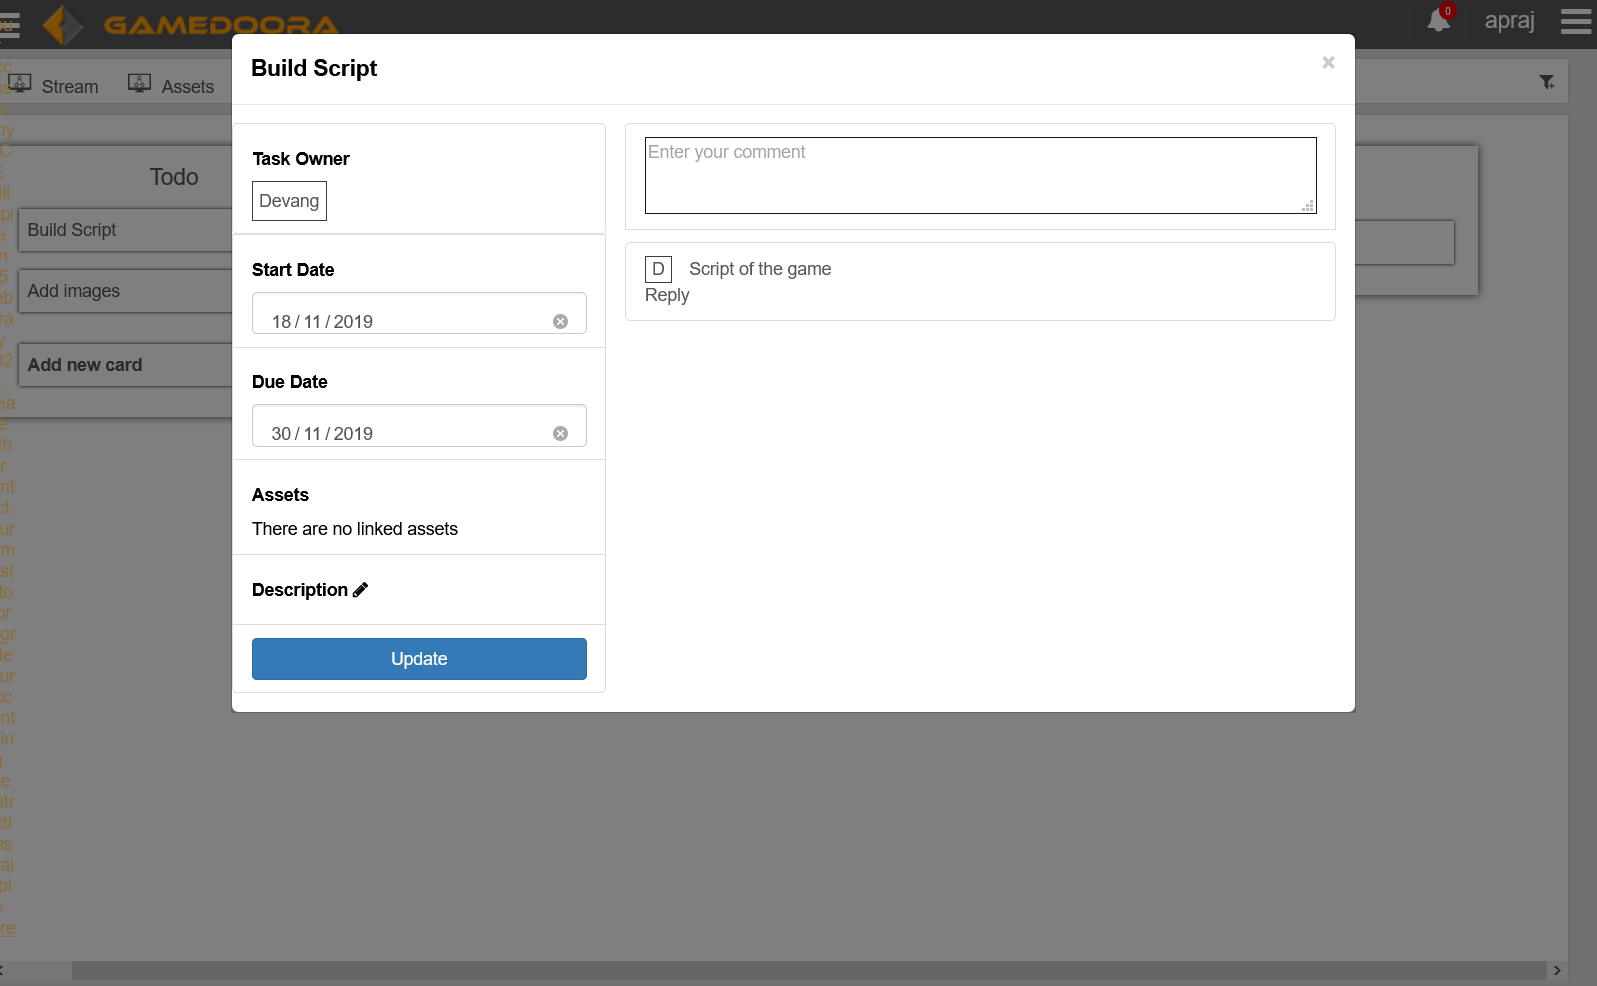 GAMEDOORA
0
apraj
Stream
Assets
Build Script
×
Todo
Build Script
Add images
Add new card
Task Owner
Devang
Start Date
18 / 11 / 2019
Due Date
30 / 11 / 2019
Assets
There are no linked assets
Description
Update
Enter your comment
D Script of the game
Reply